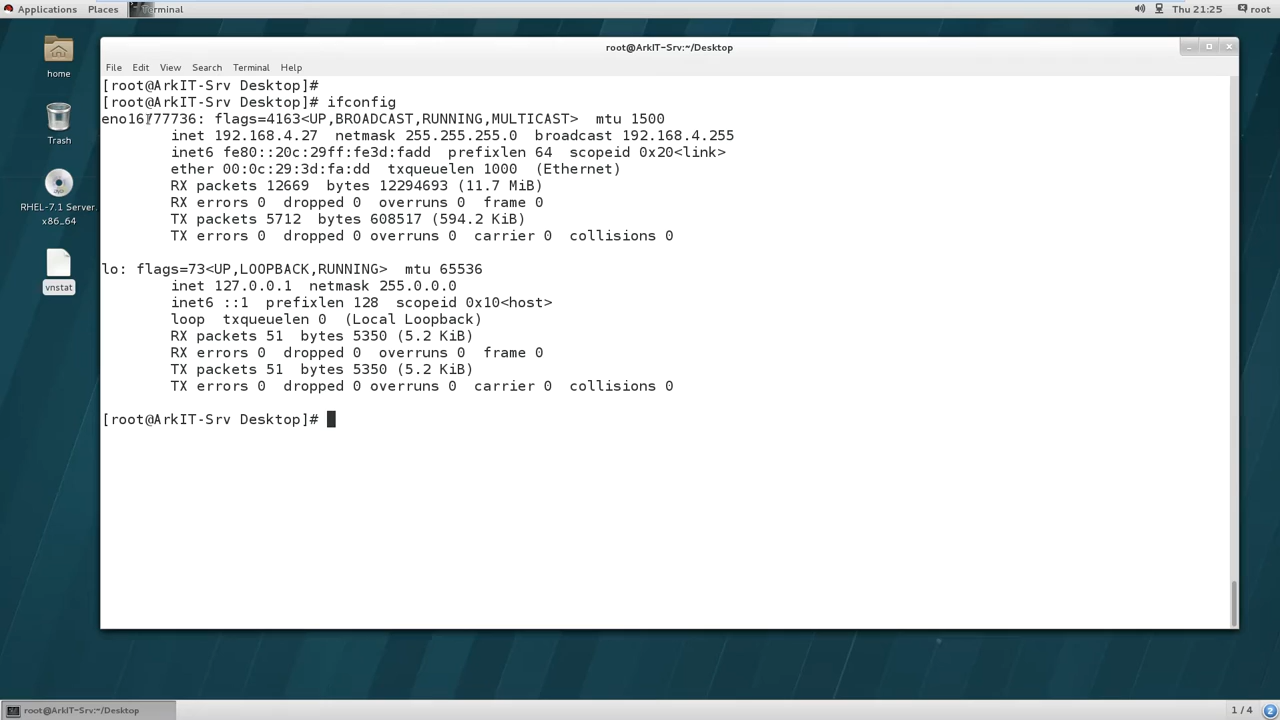 Applications Places Terminal Thu 21:25 root
root@ArkIT-Srv:~/Desktop
File Edit View Search Terminal Help
[root@ArkIT-Srv Desktop]#
[root@ArkIT-Srv Desktop]# ifconfig
eno16777736: flags=4163<UP,BROADCAST,RUNNING,MULTICAST> mtu 1500
inet 192.168.4.27 netmask 255.255.255.0 broadcast 192.168.4.255
inet6 fe80::20c:29ff:fe3d:fadd prefixlen 64 scopeid 0x20<link>
ether 00:0c:29:3d:fa:dd txqueuelen 1000 (Ethernet)
RX packets 12669 bytes 12294693 (11.7 MiB)
RX errors 0 dropped 0 overruns 0 frame 0
TX packets 5712 bytes 608517 (594.2 KiB)
TX errors 0 dropped 0 overruns 0 carrier 0 collisions 0
lo: flags=73<UP,LOOPBACK,RUNNING> mtu 65536
inet 127.0.0.1 netmask 255.0.0.0
inet6 ::1 prefixlen 128 scopeid 0x10<host>
loop txqueuelen 0 (Local Loopback)
RX packets 51 bytes 5350 (5.2 KiB)
RX errors 0 dropped 0 overruns 0 frame 0
TX packets 51 bytes 5350 (5.2 KiB)
TX errors 0 dropped 0 overruns 0 carrier 0 collisions 0
[root@ArkIT-Srv Desktop]#
home
Trash
RHEL-7.1 Server.
x86_64
vnstat
root@ArkIT-Srv:~/Desktop 1 / 4 2